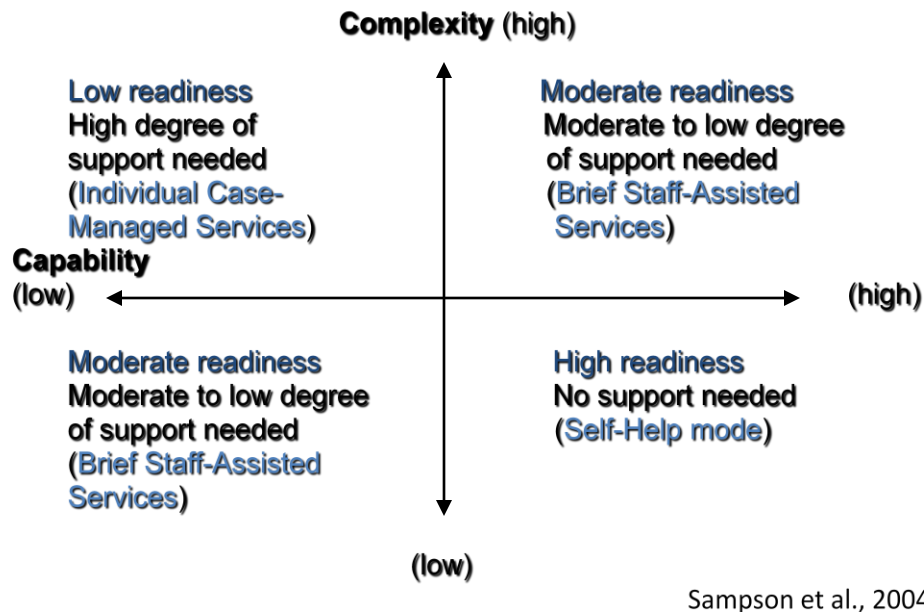 Complexity (high)
Low readiness
High degree of
support needed
(Individual Case-
Managed Services)
Moderate readiness
Moderate to low degree
of support needed
(Brief Staff-Assisted
Services)
Capability
(low)
(high)
Moderate readiness
Moderate to low degree
of support needed
(Brief Staff-Assisted
Services)
High readiness
No support needed
(Self-Help mode)
(low)
Sampson et al., 2004